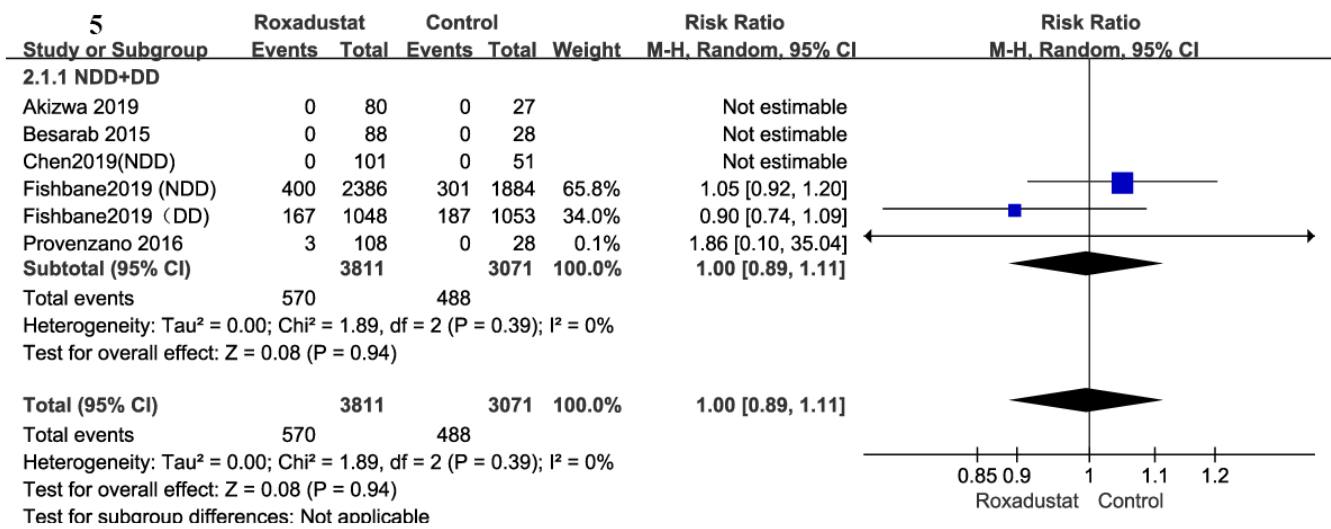 5 Roxadustat Control Risk Ratio Risk Ratio
Study or Subgroup Events Total Events Total Weight M-H, Random, 95% CI M-H, Random, 95% CI
2.1.1 NDD+DD
Akizwa 2019 0 80 0 27 Not estimable
Besarab 2015 0 88 0 28 Not estimable
Chen2019(NDD) 0 101 0 51 Not estimable
Fishbane2019 (NDD) 400 2386 301 1884 65.8% 1.05 [0.92, 1.20]
Fishbane2019（DD) 167 1048 187 1053 34.0% 0.90 [0.74, 1.09]
Provenzano 2016 3 108 0 28 0.1% 1.86 [0.10, 35.04]
Subtotal (95% CI) 3811 3071 100.0% 1.00 [0.89, 1.11]
Total events 570 488
Heterogeneity: Tau² = 0.00; Chi² = 1.89, df = 2 (P = 0.39); I² = 0%
Test for overall effect: Z = 0.08 (P = 0.94)
Total (95% CI) 3811 3071 100.0% 1.00 [0.89, 1.11]
Total events 570 488
Heterogeneity: Tau² = 0.00; Chi² = 1.89, df = 2 (P = 0.39); I² = 0%
Test for overall effect: Z = 0.08 (P = 0.94)
Test for subgroup differences: Not applicable
0.85 0.9 1 1.1 1.2
Roxadustat Control